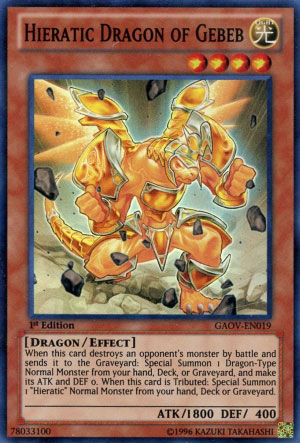 HIERATIC DRAGON OF GEBEB
LIGHT
光
1st Edition
GAOV-EN019
[DRAGON/EFFECT]
When this card destroys an opponent's monster by battle and
sends it to the Graveyard: Special Summon 1 Dragon-Type
Normal Monster from your hand, Deck, or Graveyard, and make
its ATK and DEF 0. When this card is Tributed: Special Summon
1 "Hieratic" Normal Monster from your hand, Deck or Graveyard.
ATK/1800 DEF/ 400
78033100
©1996 KAZUKI TAKAHASHI